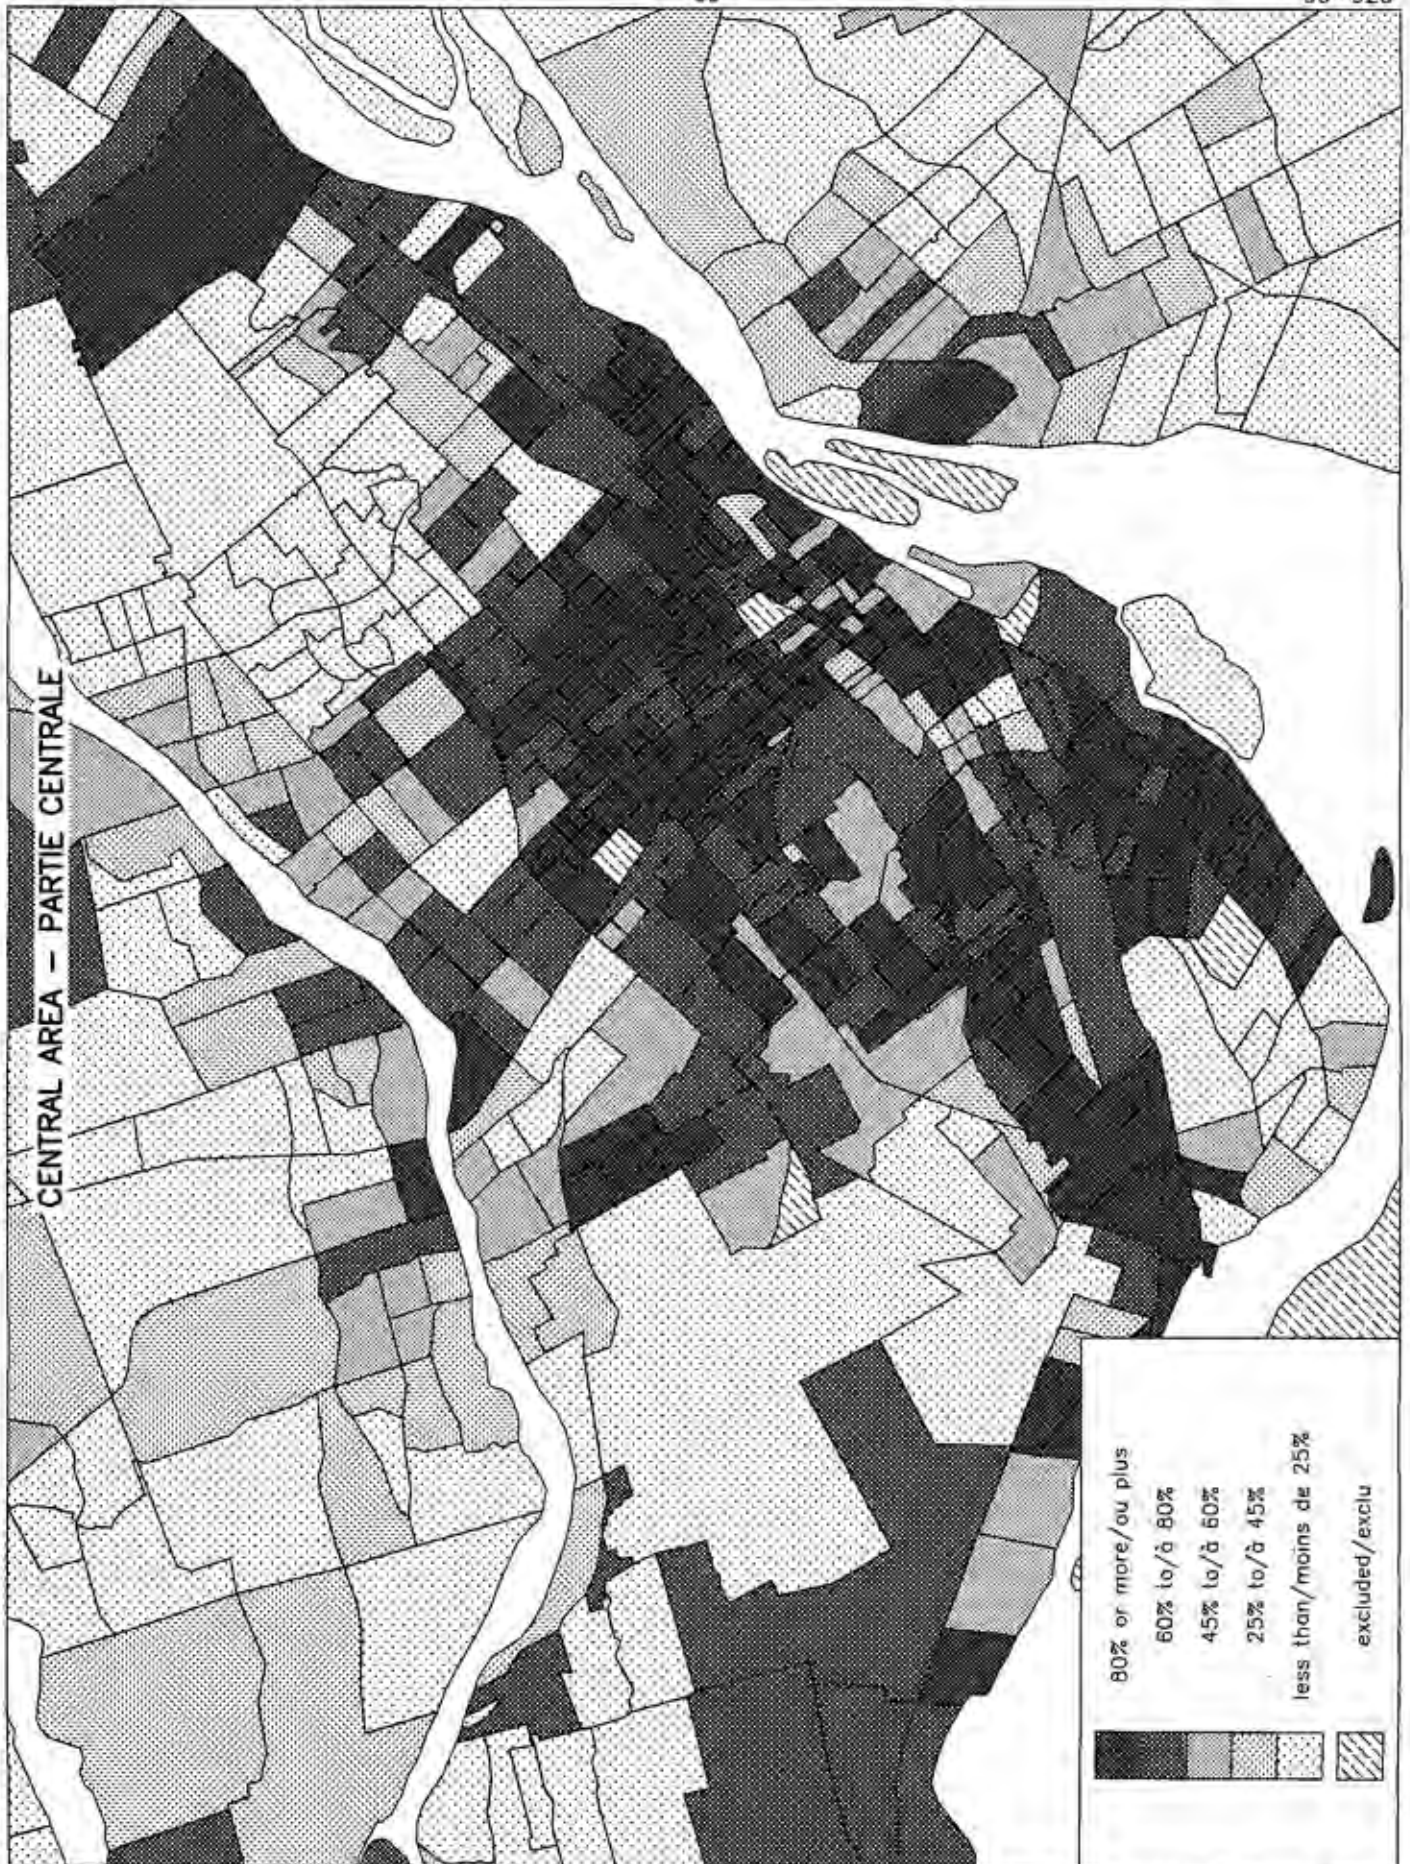 CENTRAL AREA – PARTIE CENTRALE
80% or more/ou plus
60% to/à 80%
45% to/à 60%
25% to/à 45%
less than/moins de 25%
excluded/exclu